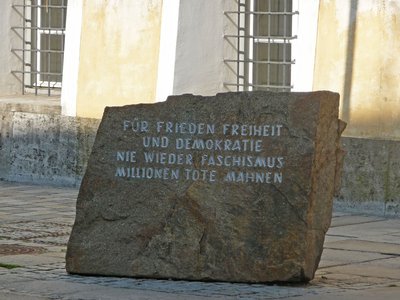 FÜR FRIEDEN FREIHEIT
UND DEMOKRATIE
NIE WIEDER FASCHISMUS
MILLIONEN TOTE MAHNEN